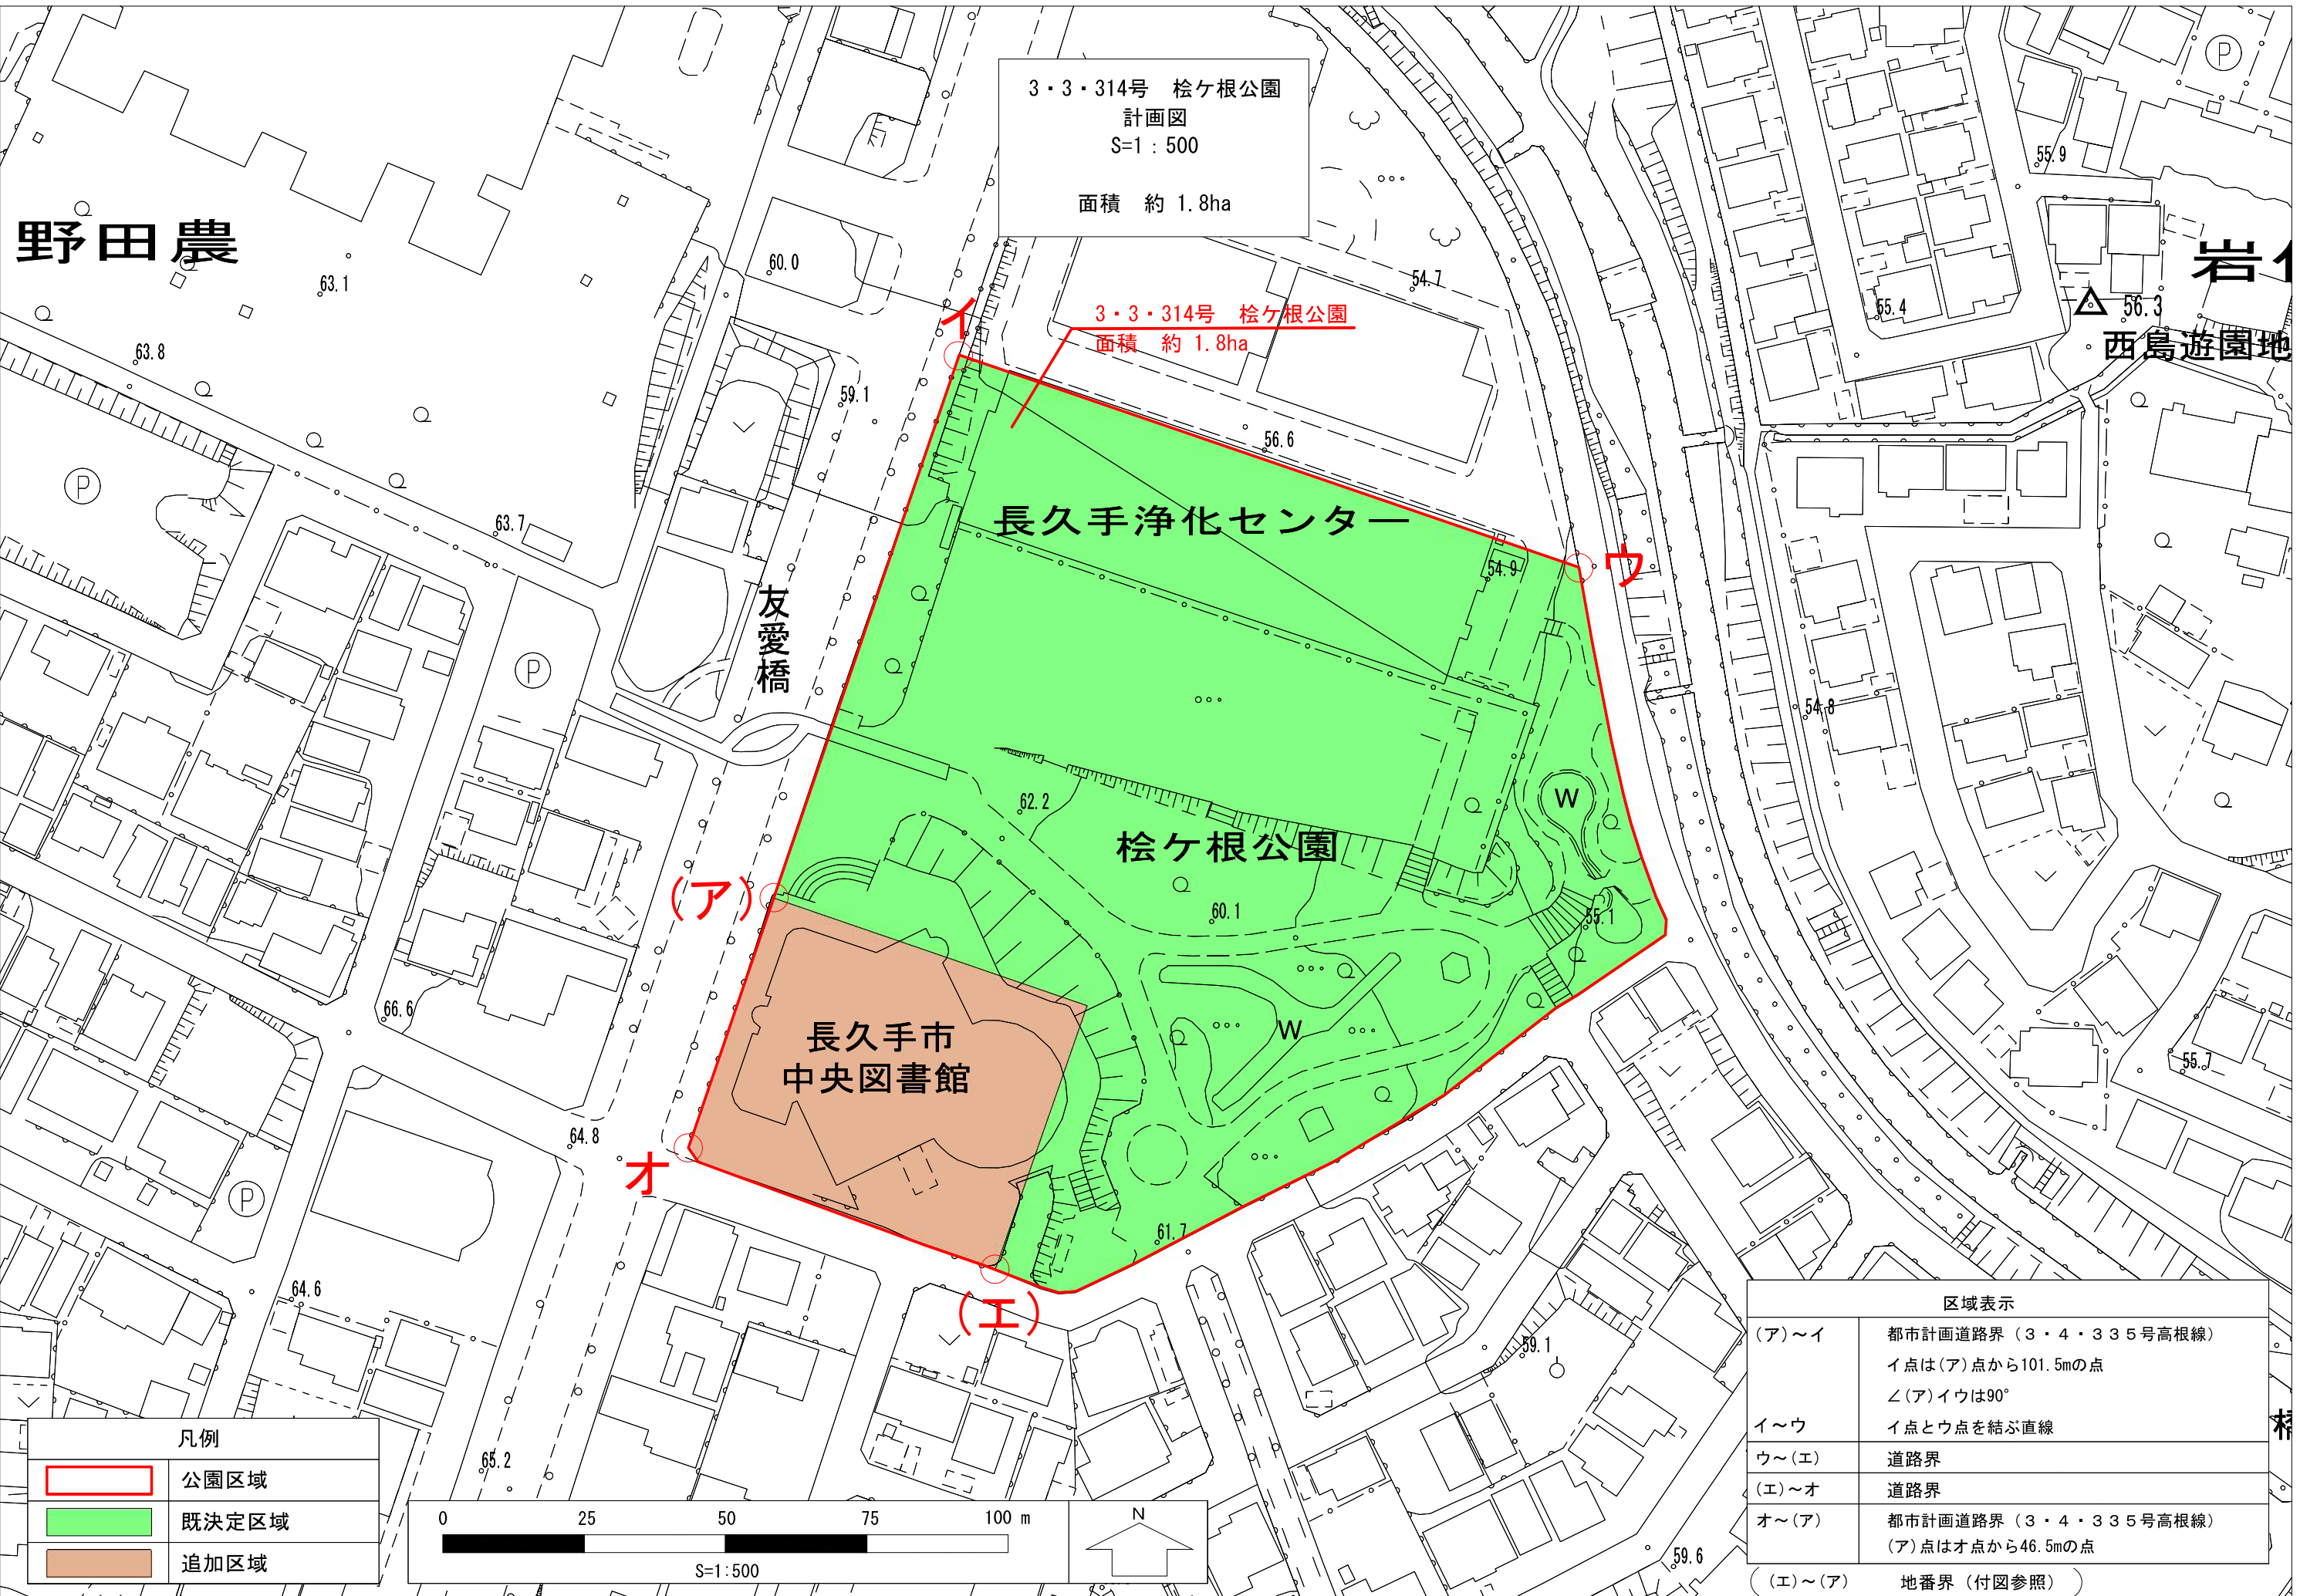 3・3・314号　桧ケ根公園
計画図
S=1：500
面積　約 1.8ha
P
55.9
野田農
63.1
60.0
岩
54.7
55.4
56.3
西島遊園地
イ
3・3・314号　桧ケ根公園
面積　約 1.8ha
63.8
59.1
56.6
P
63.7
長久手浄化センター
54.9
ウ
友愛橋
P
54.8
62.2
W
桧ケ根公園
(ア)
60.1
55.1
66.6
長久手市
中央図書館
W
55.7
64.8
オ
P
61.7
64.6
(エ)
59.1
65.2
59.6
区域表示
(ア)～イ　都市計画道路界（3・4・335号高根線）
イ点は(ア)点から101.5mの点
∠(ア)イウは90°
イ～ウ　イ点とウ点を結ぶ直線
ウ～(エ)　道路界
(エ)～オ　道路界
オ～(ア)　都市計画道路界（3・4・335号高根線）
(ア)点はオ点から46.5mの点
(（エ)～(ア)　地番界（付図参照）)
凡例
公園区域
既決定区域
追加区域
0 25 50 75 100 m
S=1:500
N